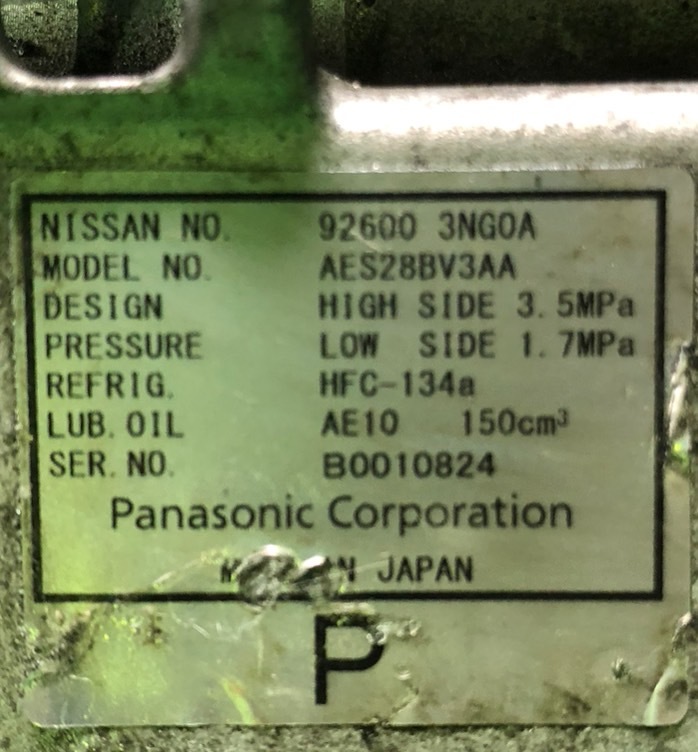 NISSAN NO. 92600 3NG0A
MODEL NO. AES28BV3AA
DESIGN HIGH SIDE 3.5MPa
PRESSURE LOW SIDE 1.7MPa
REFRIG. HFC-134a
LUB. OIL AE10 150cm³
SER. NO. B0010824
Panasonic Corporation
JAPAN
P